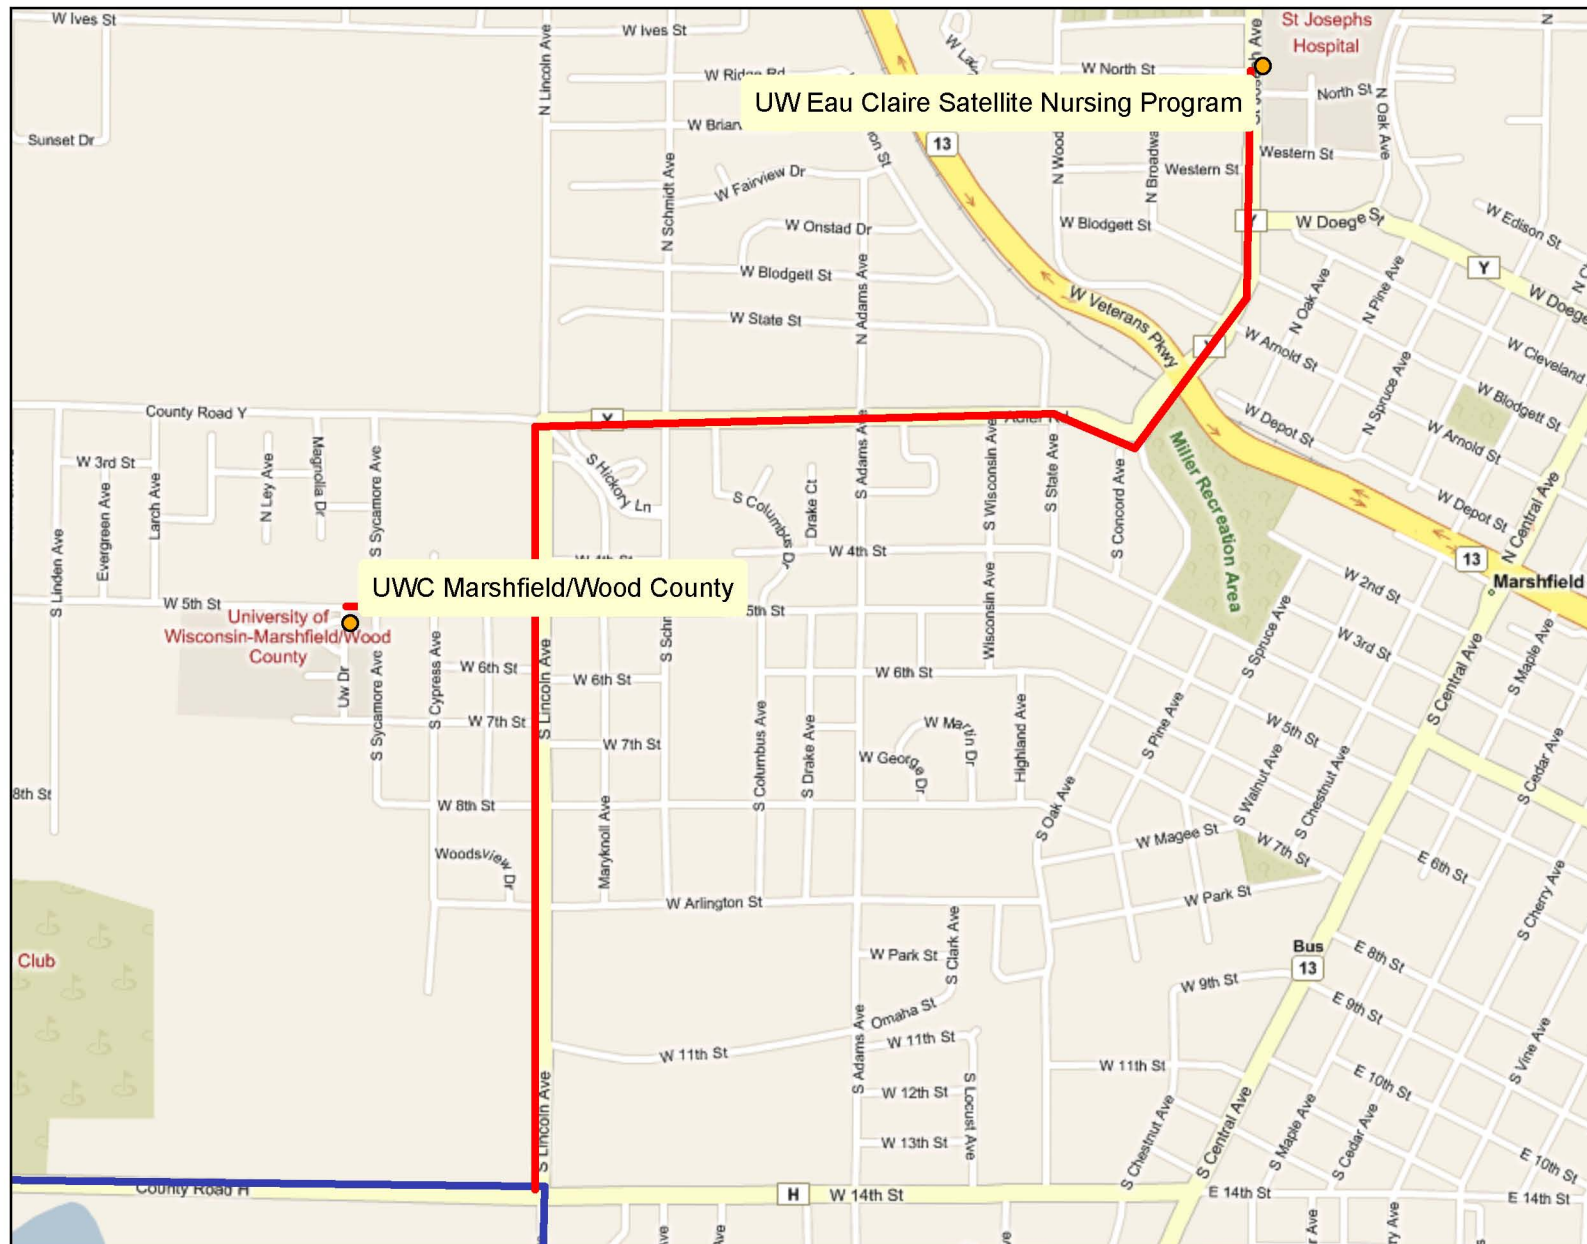 W Ives St
N Lincoln Ave
W Ives St
St Josephs
Hospital
N
W North St
UW Eau Claire Satellite Nursing Program
North St
N Oak Ave
Sunset Dr
13
N Schmidt Ave
W Fairview Dr
Western St
Western St
W Blodgett St
W Doege St
W Edison St
W Onstad Dr
N Adams Ave
W Blodgett St
Y
W Doege
N Oak Ave
N Pine Ave
W Veterans Pkwy
W State St
W Arnold St
W Cleveland
N Spruce Ave
W Blodgett St
W Depot St
W Arnold St
County Road Y
Y
Miller Recreation Area
W 3rd St
Evergreen Ave
Larch Ave
N Ley Ave
Magnolia Dr
S Sycamore Ave
S Hickory Ln
S Columbus Dr
Drake Ct
S Adams Ave
S Wisconsin Ave
S State Ave
S Concord Ave
W Depot St
N Central Ave
S Linden Ave
W 4th St
13
Marshfield
UWC Marshfield/Wood County
W 5th St
5th St
Wisconsin Ave
W 2nd St
University of
Wisconsin-Marshfield/Wood
County
W 3rd St
S Spruce Ave
S Maple Ave
S Central Ave
Uw Dr
S Sycamore Ave
S Cypress Ave
W 6th St
S Lincoln Ave
W 6th St
W 6th St
W 7th St
W 7th St
S Columbus Ave
S Drake Ave
W Martin Dr
W George Dr
Highland Ave
S Pine Ave
W 5th St
S Cedar Ave
8th St
W 8th St
Maryknoll Ave
S Oak Ave
S Walnut Ave
S Chestnut Ave
W Magee St
W 7th St
E 6th St
Woodsview Dr
W Arlington St
W Park St
S Cherry Ave
Club
W Park St
S Clark Ave
Bus
13
E 8th St
W 9th St
E 9th St
Omaha St
S Adams Ave
W 11th St
W 11th St
W 11th St
S Vine Ave
E 10th St
W 12th St
S Locust Ave
W 13th St
S Lincoln Ave
S Chestnut Ave
S Central Ave
S Maple Ave
S Cedar Ave
E 10th St
County Road H
H
W 14th St
E 14th St
E 14th St